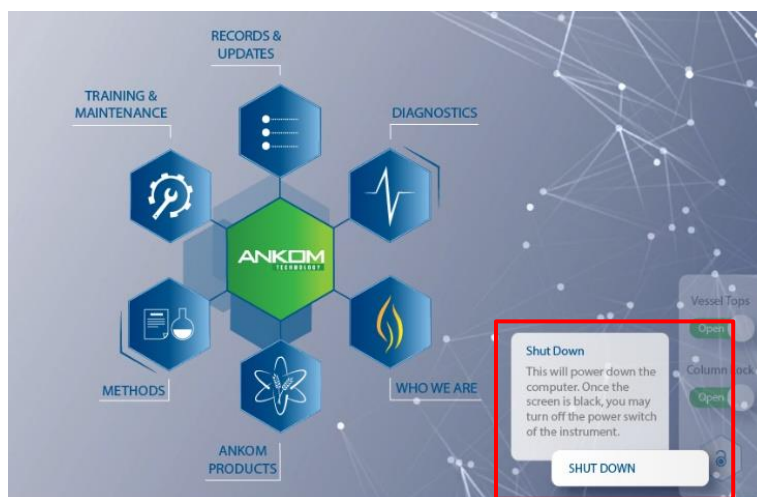 RECORDS &
UPDATES
TRAINING &
MAINTENANCE
DIAGNOSTICS
ANKOM
TECHNOLOGY
METHODS
WHO WE ARE
ANKOM
PRODUCTS
Vessel Tops
Open
Column Lock
Open
Shut Down
This will power down the
computer. Once the
screen is black, you may
turn off the power switch
of the instrument.
SHUT DOWN